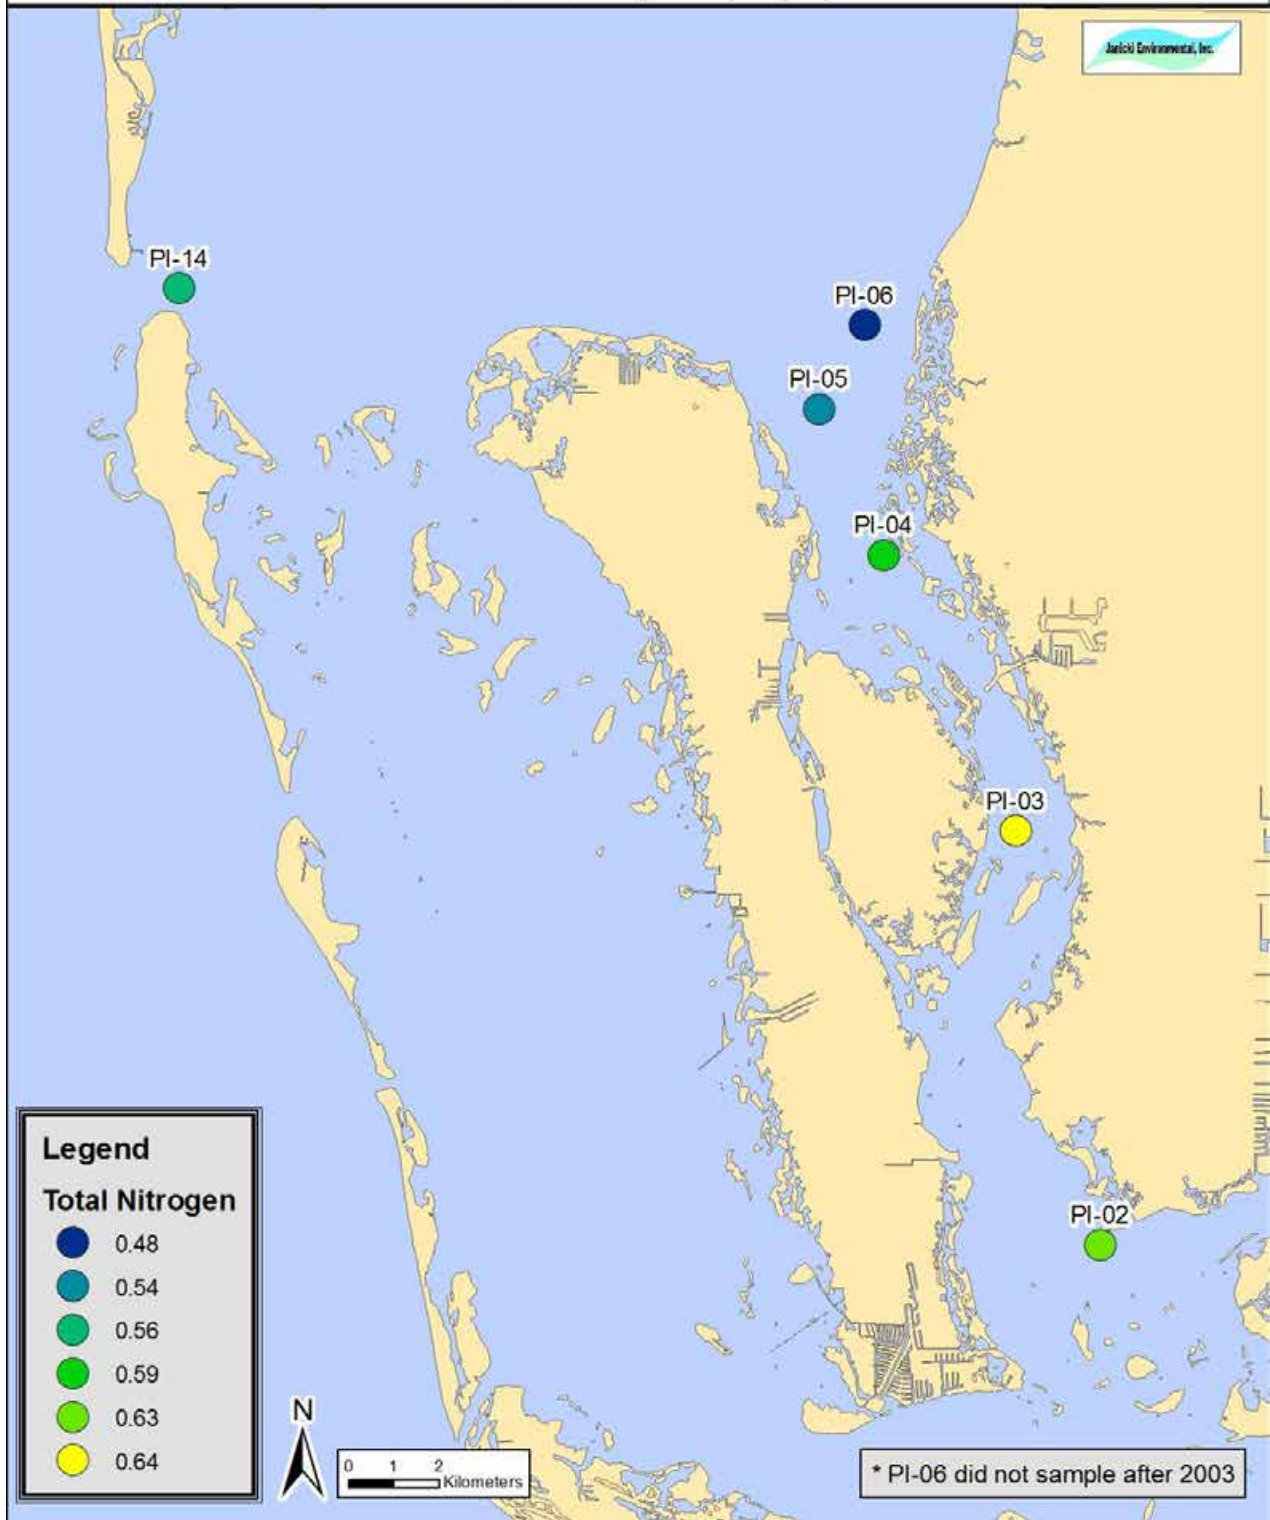 Janicki Environmental, Inc.
PI-14
PI-06
PI-05
PI-04
PI-03
PI-02
Legend
Total Nitrogen
0.48
0.54
0.56
0.59
0.63
0.64
N
0 1 2
Kilometers
* PI-06 did not sample after 2003